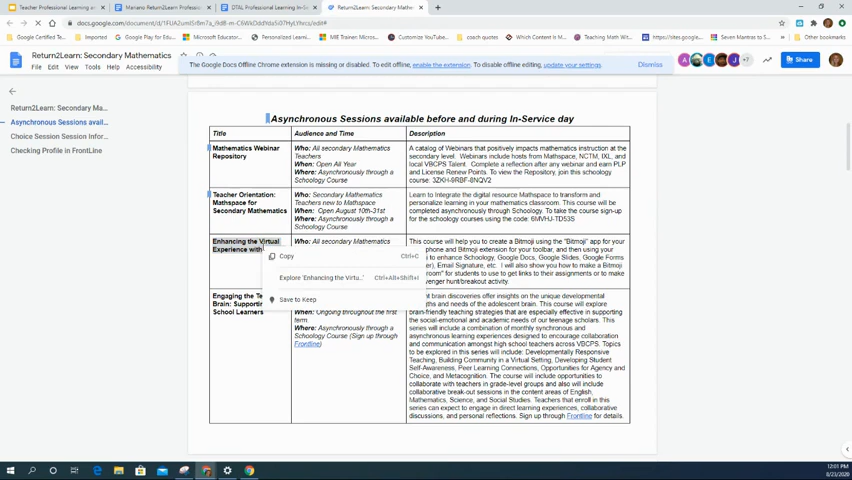 Teacher Professional Learning an
Mariano Return2Learn Profession
DTAL Professional Learning In-Se
Return2Learn: Secondary Mathem
docs.google.com/document/d/
Google Certified Tea...
Microsoft Educator...
Personalized Learni...
MIE Trainer Micros...
Customize YouTube...
coach quotes
Which Content Is M...
Teaching Math Wit...
https://sites.google...
Seven Mantras to S...
Other bookmarks
Return2Learn: Secondary Mathematics
File Edit View Tools Help Accessibility
The Google Docs Offline Chrome extension is missing or disabled. To enable offline editing, enable the extension. To disable offline editing, update your settings. Dismiss
+7
Share
Return2Learn: Secondary Ma...
Asynchronous Sessions avail...
Choice Session Session Infor...
Checking Profile in FrontLine
Asynchronous Sessions available before and during In-Service day
Title
Audience and Time
Description
Mathematics Webinar
Repository
Who: All secondary Mathematics
Teachers
When: Open All Year
Where: Asynchronously through a
Schoology Course
A catalog of Webinars that positively impacts mathematics instruction at the
secondary level. Webinars include hosts from Mathspace, NCTM, IXL, and
local VBCPS Talent. Completed after any webinar and earn PLP
and License Renew Points. To view the Repository, join this schoology
course: 3ZKH-9RBF-8NQV2
Teacher Orientation:
Mathspace for
Secondary Mathematics
Who: Secondary Mathematics
Teachers new to Mathspace
When: Open August 10th-31st
Where: Asynchronously through a
Schoology Course
Learn to Integrate the digital resource Mathspace to transform and
personalize learning in your mathematics classroom. This course will be
completed asynchronously through Schoology. To take the course sign-up
for the schoology courses using the code: 6MVHJ-TD53S
Enhancing the Virtual
Experience with
Who: All secondary Mathematics
This course will help you to create a Bitmoji using the "Bitmoji" app for your
phone and Bitmoji extension for your toolbar, and then using your
to enhance Schoology, Google Docs, Google Slides, Google Forms
Email Signature, etc. I will also show you how to make a Bitmoji
room" for students to use to get links to their assignments or to make
venger hunt/breakout activity.
Copy Ctrl+C
Explore 'Enhancing the Virtu...' Ctrl+Alt+Shift+I
Save to Keep
Engaging the Te
Brain: Supportin
School Learners
When: Ongoing throughout the first
term
Where: Asynchronously through a
Schoology Course (Sign up through
Frontline)
nt brain discoveries offer insights on the unique developmental
ngths and needs of the adolescent brain. This course will explore
brain-friendly teaching strategies that are especially effective in supporting
the social-emotional and academic needs of our teenage scholars. This
series will include a combination of monthly synchronous and
asynchronous learning experiences designed to encourage collaboration
and communication amongst high school teachers across VBCPS. Topics
to be explored in this series will include: Developmentally Responsive
Teaching, Building Community in a Virtual Setting, Developing Student
Self-Awareness, Peer Learning Connections, Opportunities for Agency and
Choice, and Metacognition. The course will include opportunities to
collaborate with teachers in grade-level groups and also will include
collaborative break-out sessions in the content areas of English,
Mathematics, Science, and Social Studies. Teachers that enroll in this
series can expect to engage in direct learning experiences, collaborative
discussions, and personal reflections. Sign up through Frontline for details.
12:01 PM
8/23/2020